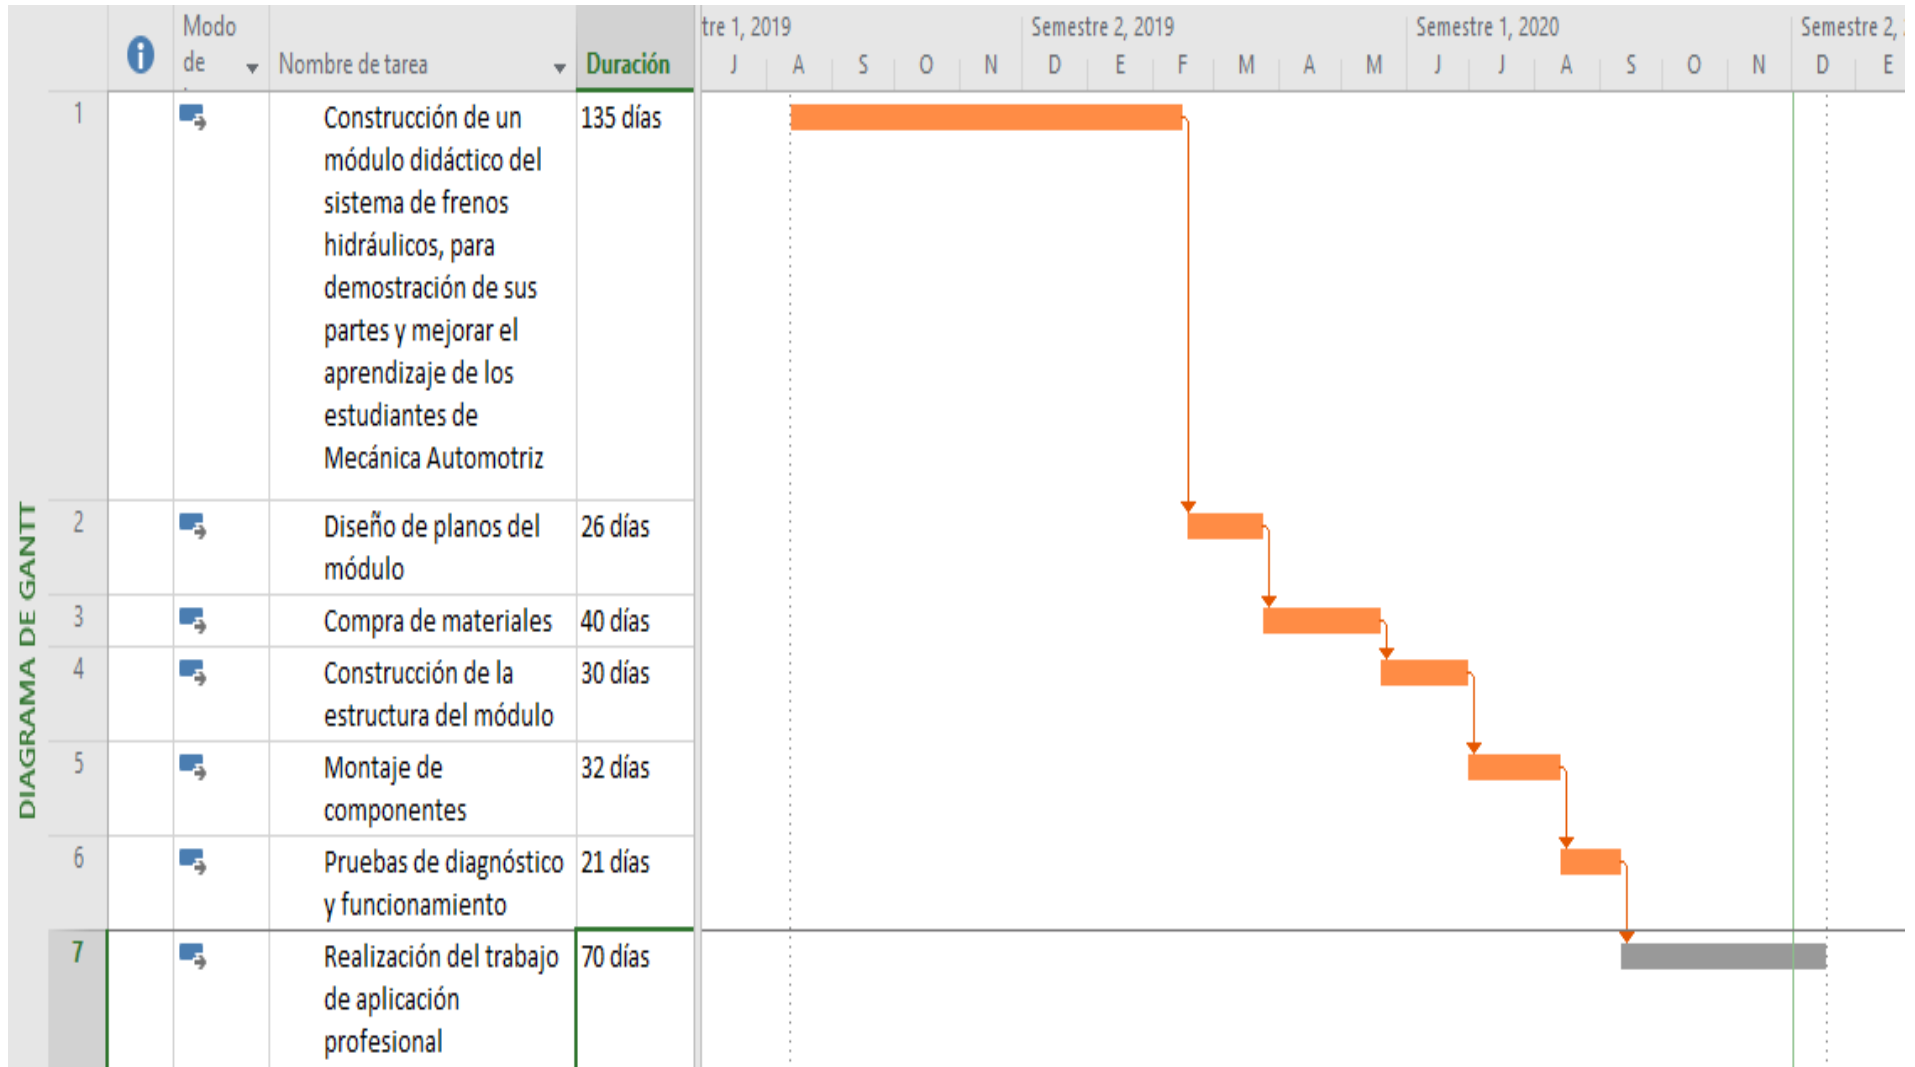 tre 1, 2019 Semestre 2, 2019 Semestre 1, 2020 Semestre 2,
Modo
de
Nombre de tarea Duración J A S O N D E F M A M J J A S O N D E
1 Construcción de un 135 días
módulo didáctico del
sistema de frenos
hidráulicos, para
demostración de sus
partes y mejorar el
aprendizaje de los
estudiantes de
Mecánica Automotriz
2 Diseño de planos del 26 días
módulo
3 Compra de materiales 40 días
4 Construcción de la 30 días
estructura del módulo
5 Montaje de 32 días
componentes
6 Pruebas de diagnóstico 21 días
y funcionamiento
7 Realización del trabajo 70 días
de aplicación
profesional
DIAGRAMA DE GANTT